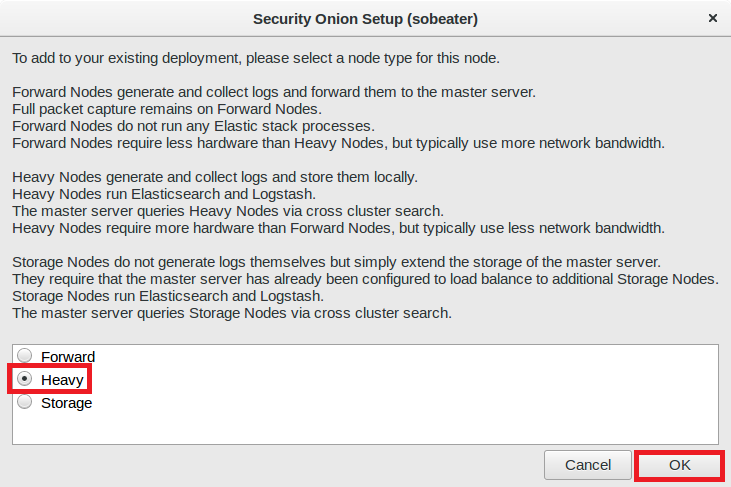 Security Onion Setup (sobeater)
To add to your existing deployment, please select a node type for this node.
Forward Nodes generate and collect logs and forward them to the master server.
Full packet capture remains on Forward Nodes.
Forward Nodes do not run any Elastic stack processes.
Forward Nodes require less hardware than Heavy Nodes, but typically use more network bandwidth.
Heavy Nodes generate and collect logs and store them locally.
Heavy Nodes run Elasticsearch and Logstash.
The master server queries Heavy Nodes via cross cluster search.
Heavy Nodes require more hardware than Forward Nodes, but typically use less network bandwidth.
Storage Nodes do not generate logs themselves but simply extend the storage of the master server.
They require that the master server has already been configured to load balance to additional Storage Nodes.
Storage Nodes run Elasticsearch and Logstash.
The master server queries Storage Nodes via cross cluster search.
Forward
Heavy
Storage
Cancel OK